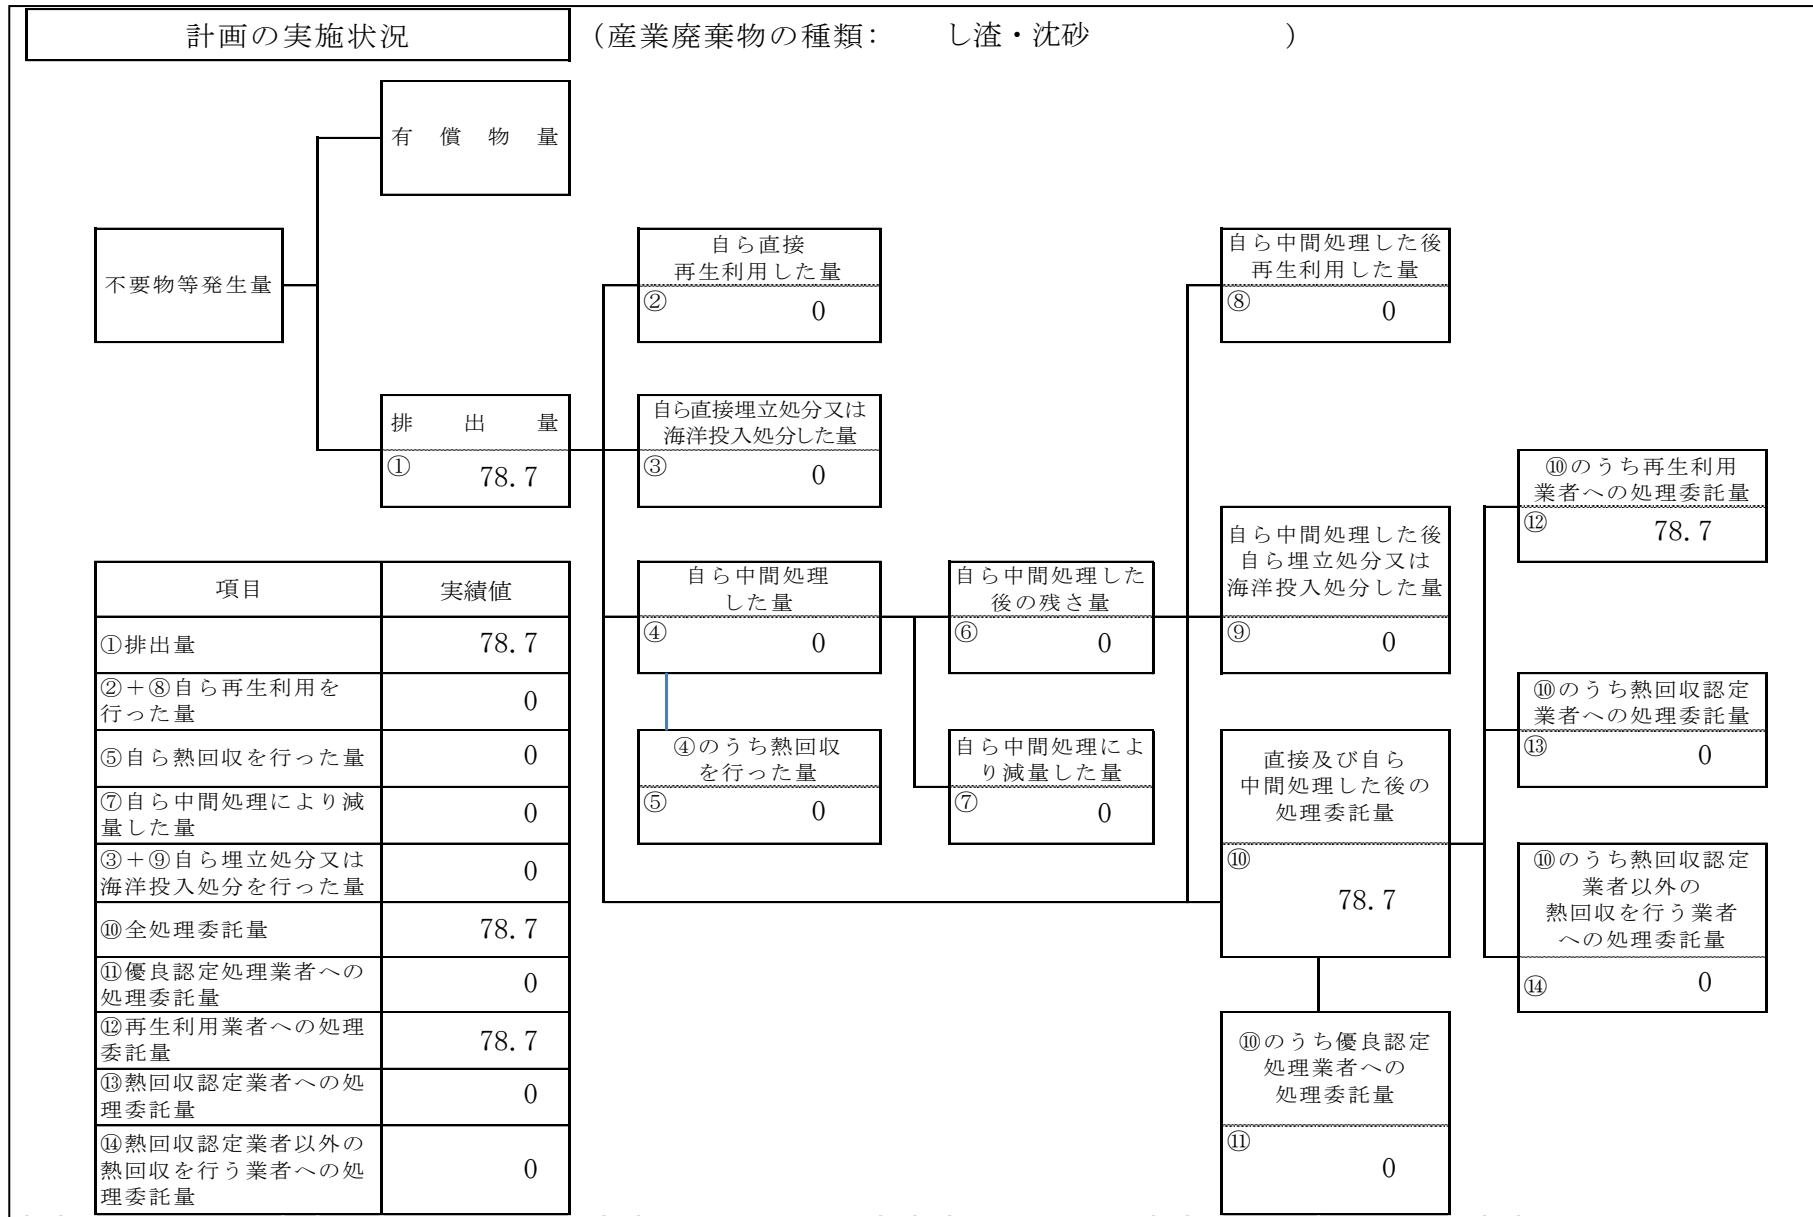 計画の実施状況 （産業廃棄物の種類： し渣・沈砂 ）
有償物量
不要物等発生量
自ら直接
再生利用した量
② 0
自ら中間処理した後
再生利用した量
⑧ 0
排出量
① 78.7
自ら直接埋立処分又は
海洋投入処分した量
③ 0
⑩のうち再生利用
業者への処理委託量
⑫ 78.7
自ら中間処理した後
自ら埋立処分又は
海洋投入処分した量
⑨ 0
自ら中間処理
した量
④ 0
自ら中間処理した
後の残さ量
⑥ 0
⑩のうち熱回収認定
業者への処理委託量
⑬ 0
④のうち熱回収
を行った量
⑤ 0
自ら中間処理によ
り減量した量
⑦ 0
直接及び自ら
中間処理した後の
処理委託量
⑩ 78.7
⑩のうち熱回収認定
業者以外の
熱回収を行う業者
への処理委託量
⑭ 0
⑩のうち優良認定
処理業者への
処理委託量
⑪ 0
項目 実績値
①排出量 78.7
②＋⑧自ら再生利用を
行った量 0
⑤自ら熱回収を行った量 0
⑦自ら中間処理により減
量した量 0
③＋⑨自ら埋立処分又は
海洋投入処分を行った量 0
⑩全処理委託量 78.7
⑪優良認定処理業者への
処理委託量 0
⑫再生利用業者への処理
委託量 78.7
⑬熱回収認定業者への処
理委託量 0
⑭熱回収認定業者以外の
熱回収を行う業者への処
理委託量 0